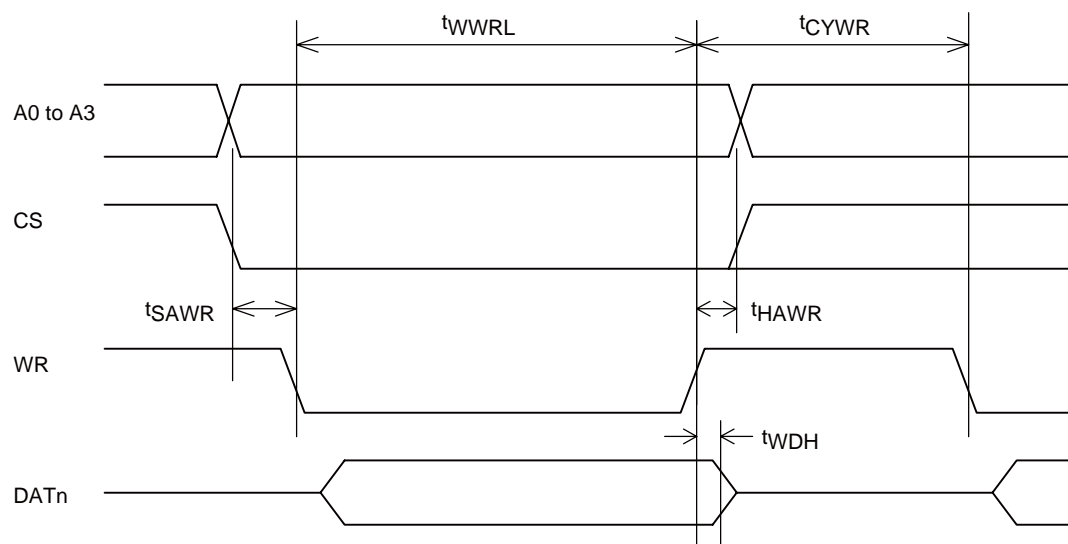 tWWRL
tCYWR
A0 to A3
CS
tSAWR
tHAWR
WR
tWDH
DATn